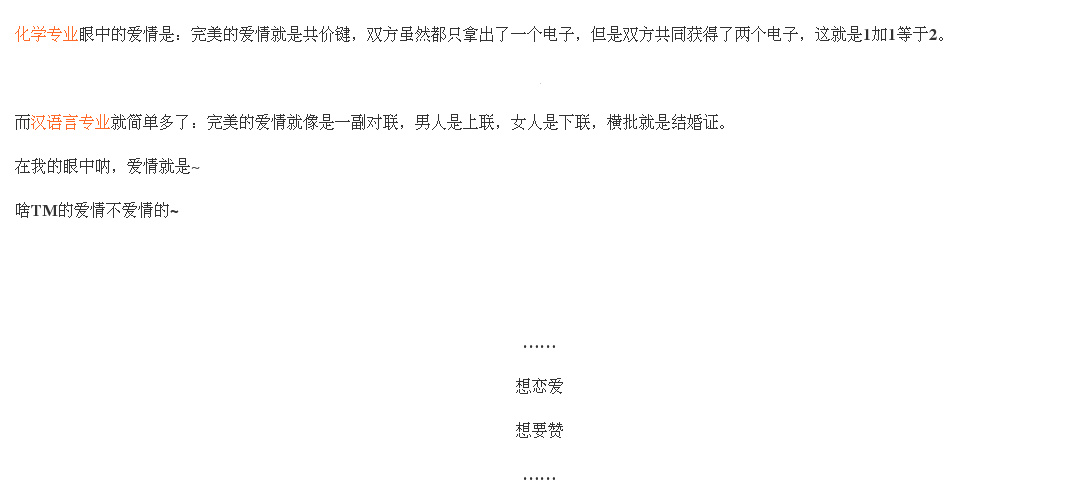 化学专业眼中的爱情是：完美的爱情就是共价键，双方虽然都只拿出了一个电子，但是双方共同获得了两个电子，这就是1加1等于2。
而汉语言专业就简单多了：完美的爱情就像是一副对联，男人是上联，女人是下联，横批就是结婚证。
在我的眼中呐，爱情就是~
啥TM的爱情不爱情的~
……
想恋爱
想要赞
……